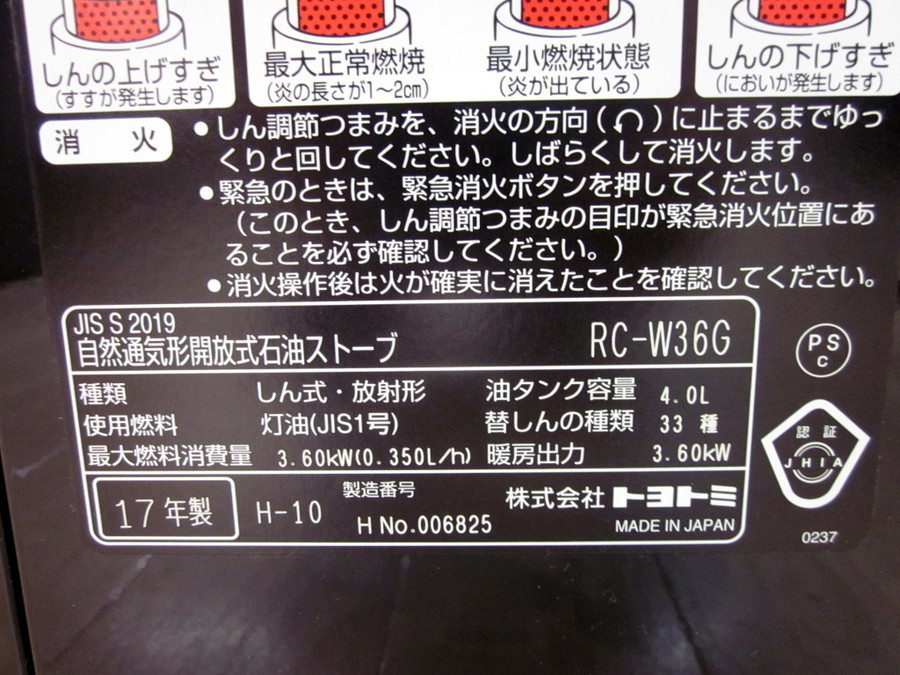 しんの上げすぎ
(すすが発生します)
最大正常燃焼
(炎の長さが1~2cm)
最小燃焼状態
(炎が出ている)
しんの下げすぎ
(においが発生します)
消 火
●しん調節つまみを、消火の方向(↶)に止まるまでゆっ
くりと回してください。しばらくして消火します。
●緊急のときは、緊急消火ボタンを押してください。
(このとき、しん調節つまみの目印が緊急消火位置にあ
ることを必ず確認してください。)
●消火操作後は火が確実に消えたことを確認してください。
JIS S 2019
自然通気形開放式石油ストーブ RC-W36G
種類 しん式・放射形 油タンク容量 4.0L
使用燃料 灯油(JIS1号) 替しんの種類 33 種
最大燃料消費量 3.60kW(0.350L/h) 暖房出力 3.60kW
17年製 H-10 製造番号 H No.006825 株式会社トヨトミ
MADE IN JAPAN
PS
C
認証
JHIA
0237